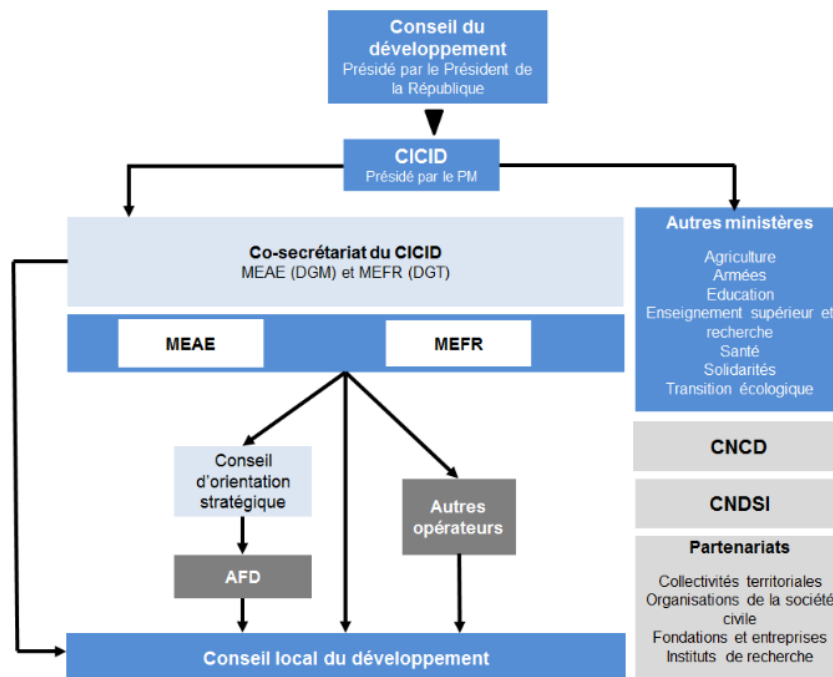 Conseil du
développement
Présidé par le Président de
la République
CICID
Présidé par le PM
Co-secrétariat du CICID
MEAE (DGM) et MEFR (DGT)
MEAE
MEFR
Autres ministères
Agriculture
Armées
Education
Enseignement supérieur et
recherche
Santé
Solidarités
Transition écologique
Conseil
d'orientation
stratégique
Autres
opérateurs
AFD
CNCD
CNDSI
Partenariats
Collectivités territoriales
Organisations de la société
civile
Fondations et entreprises
Instituts de recherche
Conseil local du développement